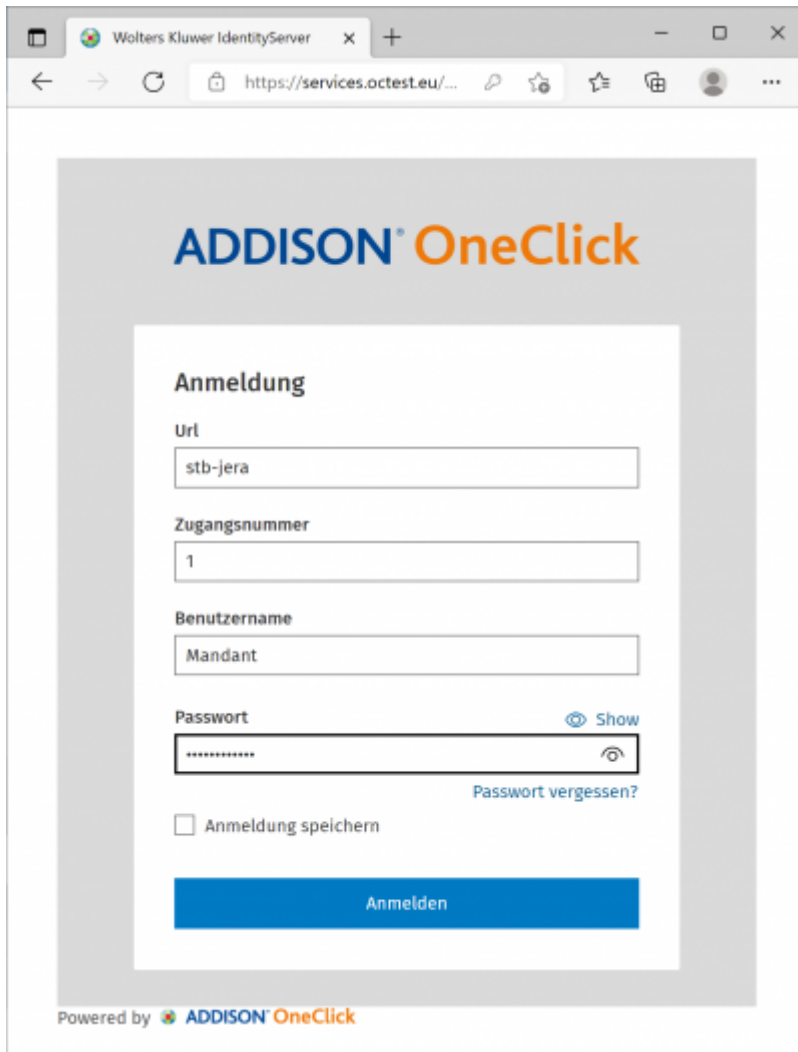 Wolters Kluwer IdentityServer
https://services.octest.eu/...
ADDISON® OneClick
Anmeldung
Url
stb-jera
Zugangsnummer
1
Benutzername
Mandant
Passwort Show
••••••••••••
Passwort vergessen?
Anmeldung speichern
Anmelden
Powered by ADDISON® OneClick